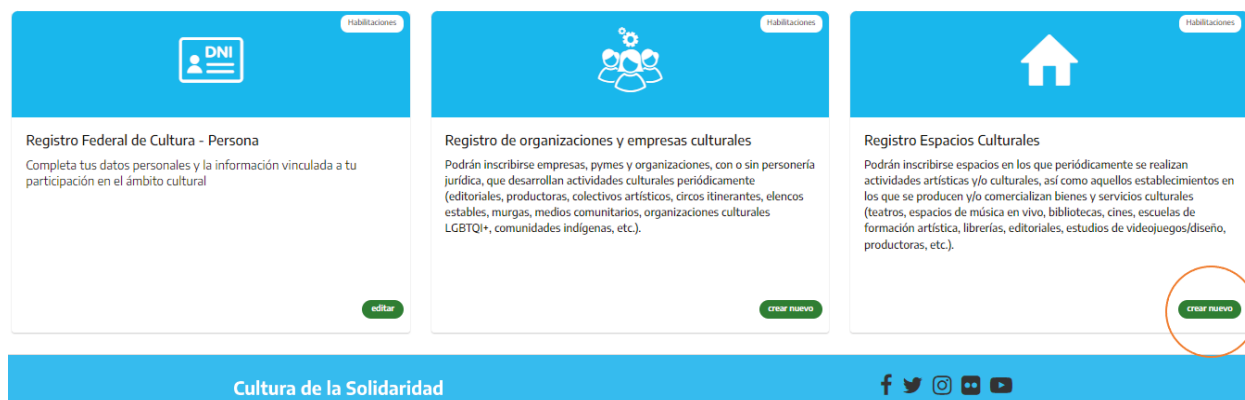 Habilitaciones
DNI
Registro Federal de Cultura - Persona
Completa tus datos personales y la información vinculada a tu
participación en el ámbito cultural
editar
Habilitaciones
Registro de organizaciones y empresas culturales
Podrán inscribirse empresas, pymes y organizaciones, con o sin personería
jurídica, que desarrollan actividades culturales periódicamente
(editoriales, productoras, colectivos artísticos, circos itinerantes, elencos
estables, murgas, medios comunitarios, organizaciones culturales
LGBTQI+, comunidades indígenas, etc.).
crear nuevo
Habilitaciones
Registro Espacios Culturales
Podrán inscribirse espacios en los que periódicamente se realizan
actividades artísticas y/o culturales, así como aquellos establecimientos en
los que se producen y/o comercializan bienes y servicios culturales
(teatros, espacios de música en vivo, bibliotecas, cines, escuelas de
formación artística, librerías, editoriales, estudios de videojuegos/diseño,
productoras, etc.).
crear nuevo
Cultura de la Solidaridad